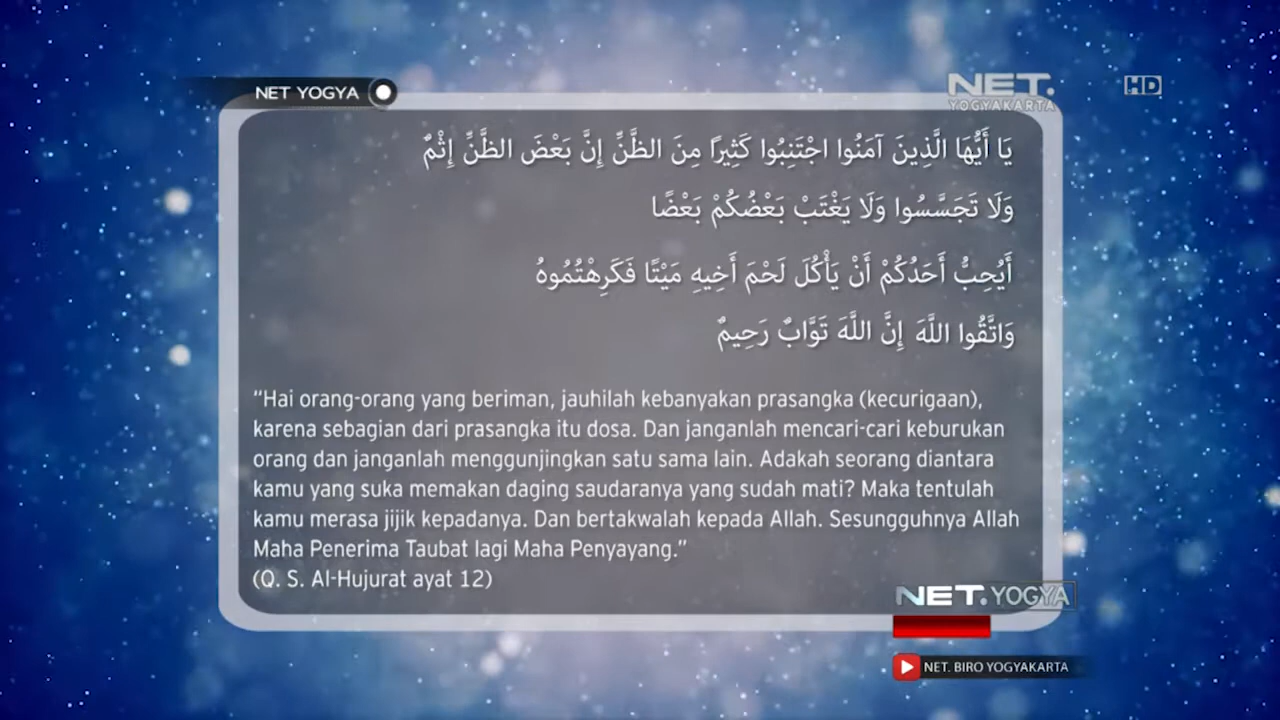 NET YOGYA
NET.
YOGYAKARTA
HD
يَا أَيُّهَا الَّذِينَ آمَنُوا اجْتَنِبُوا كَثِيرًا مِنَ الظَّنِّ إِنَّ بَعْضَ الظَّنِّ إِثْمٌ
وَلَا تَجَسَّسُوا وَلَا يَغْتَبْ بَعْضُكُمْ بَعْضًا
أَيُحِبُّ أَحَدُكُمْ أَنْ يَأْكُلَ لَحْمَ أَخِيهِ مَيْتًا فَكَرِهْتُمُوهُ
وَاتَّقُوا اللَّهَ إِنَّ اللَّهَ تَوَّابٌ رَحِيمٌ
“Hai orang-orang yang beriman, jauhilah kebanyakan prasangka (kecurigaan),
karena sebagian dari prasangka itu dosa. Dan janganlah mencari-cari keburukan
orang dan janganlah menggunjingkan satu sama lain. Adakah seorang diantara
kamu yang suka memakan daging saudaranya yang sudah mati? Maka tentulah
kamu merasa jijik kepadanya. Dan bertakwalah kepada Allah. Sesungguhnya Allah
Maha Penerima Taubat lagi Maha Penyayang.”
(Q. S. Al-Hujurat ayat 12)
NET. YOGYA
NET. BIRO YOGYAKARTA